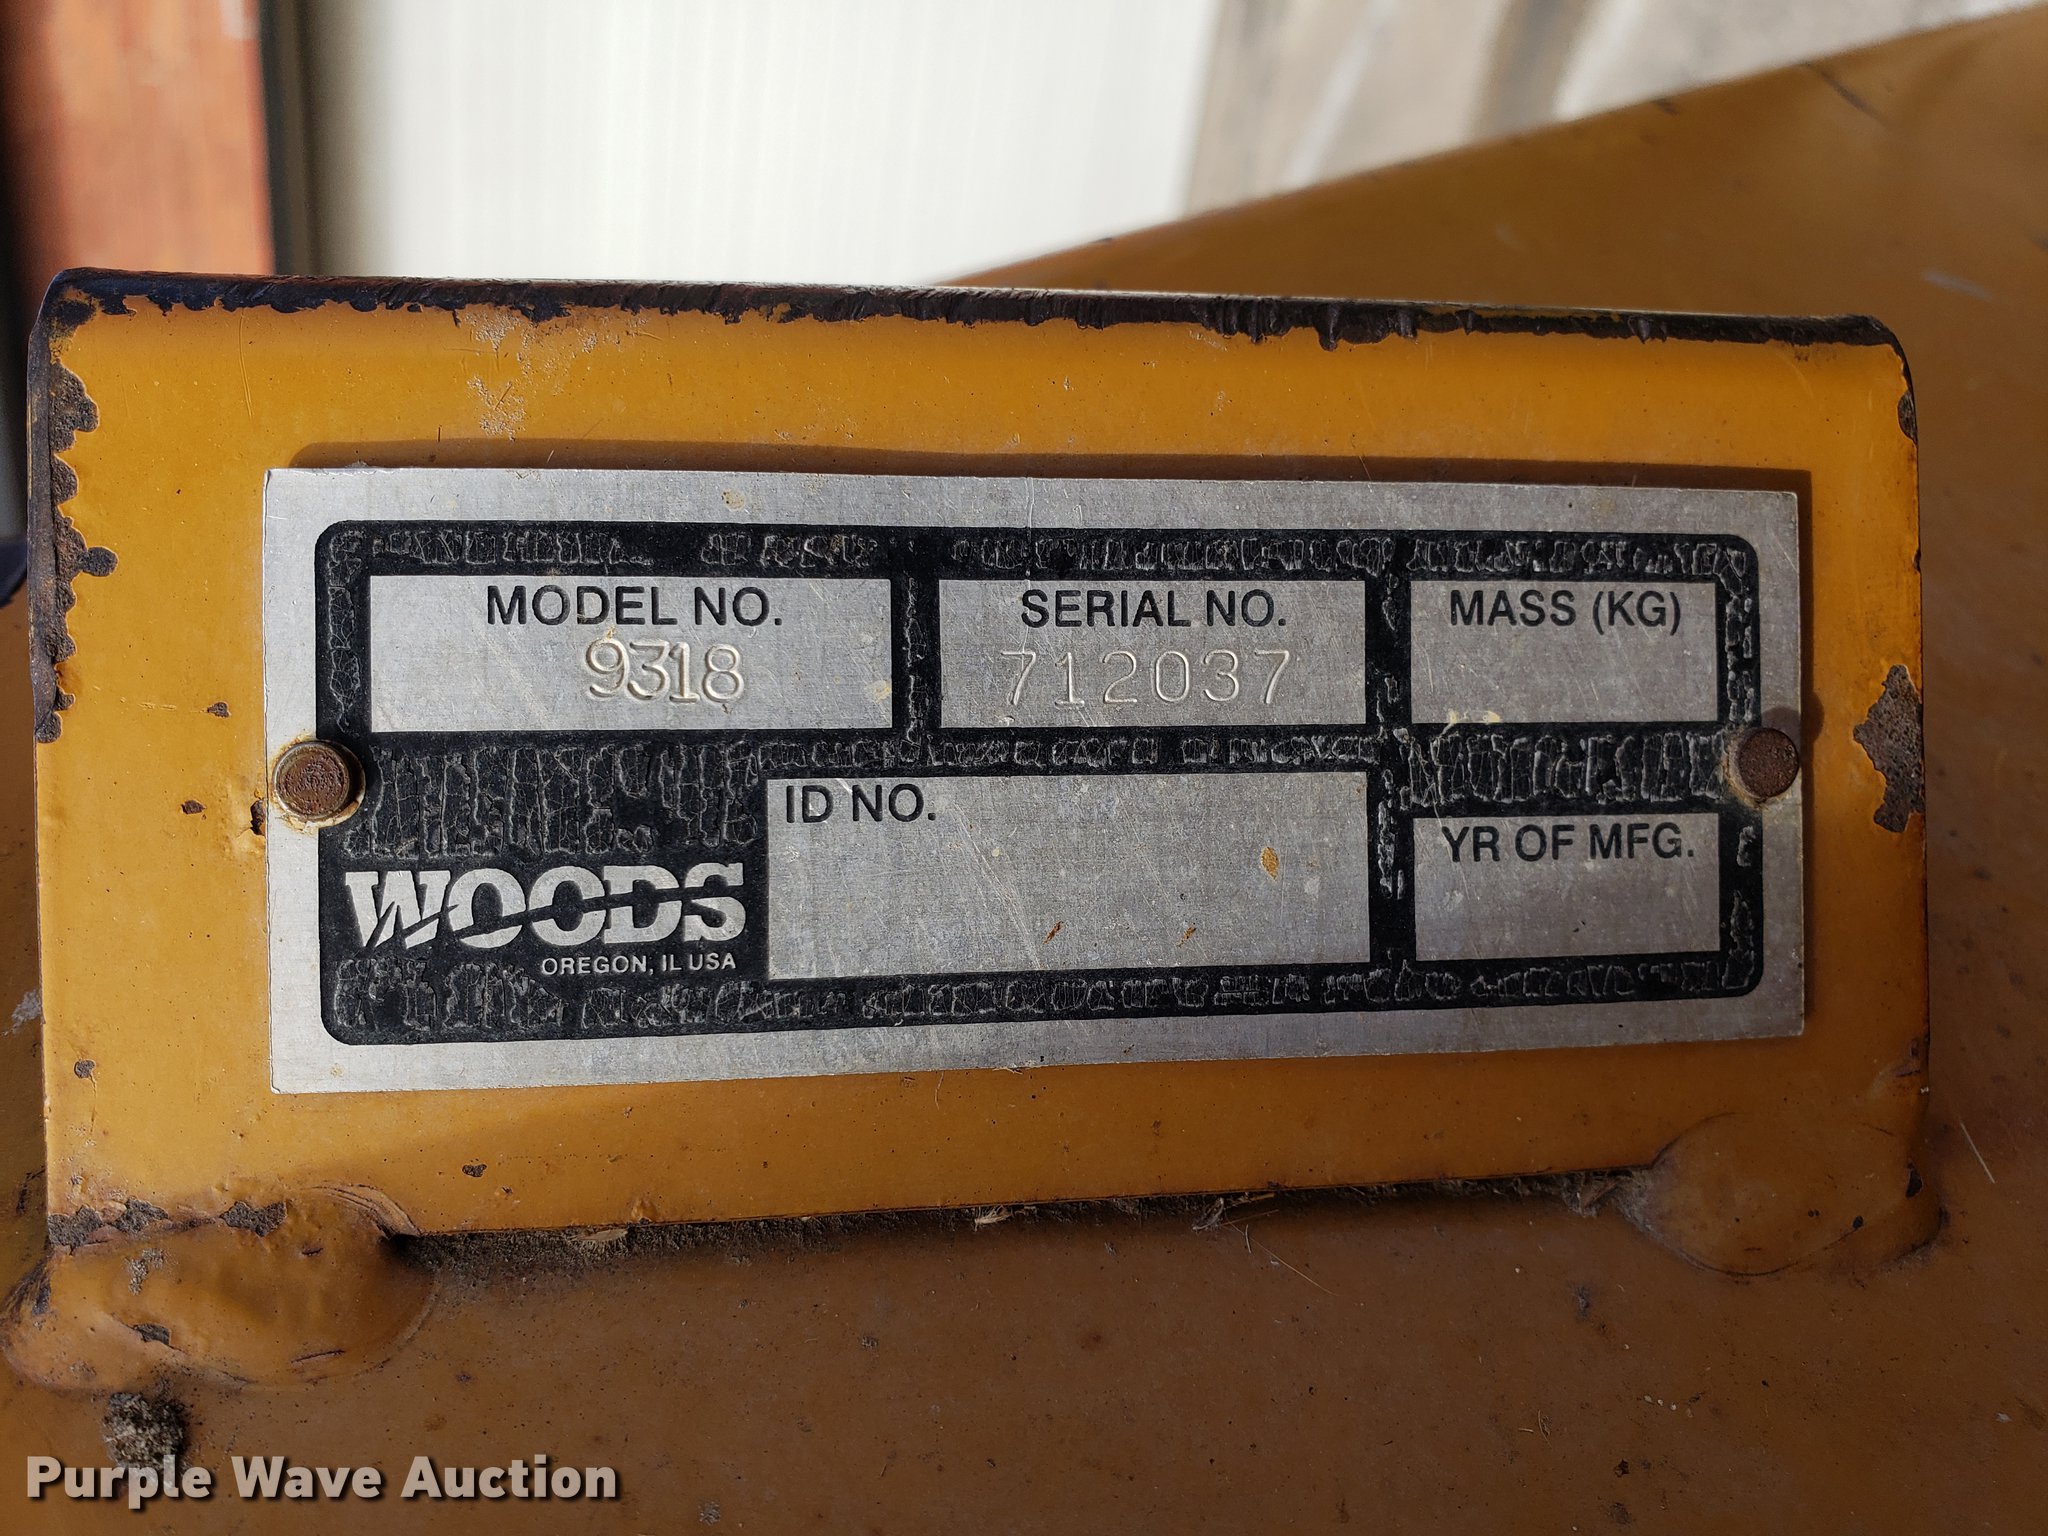 MODEL NO.
9318
SERIAL NO.
712037
MASS (KG)
WOODS
OREGON, IL USA
ID NO.
YR OF MFG.
Purple Wave Auction